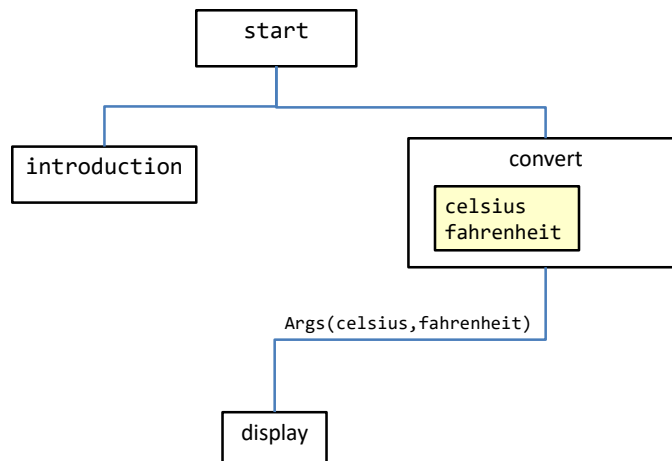 start
introduction
convert
celsius
fahrenheit
Args(celsius,fahrenheit)
display